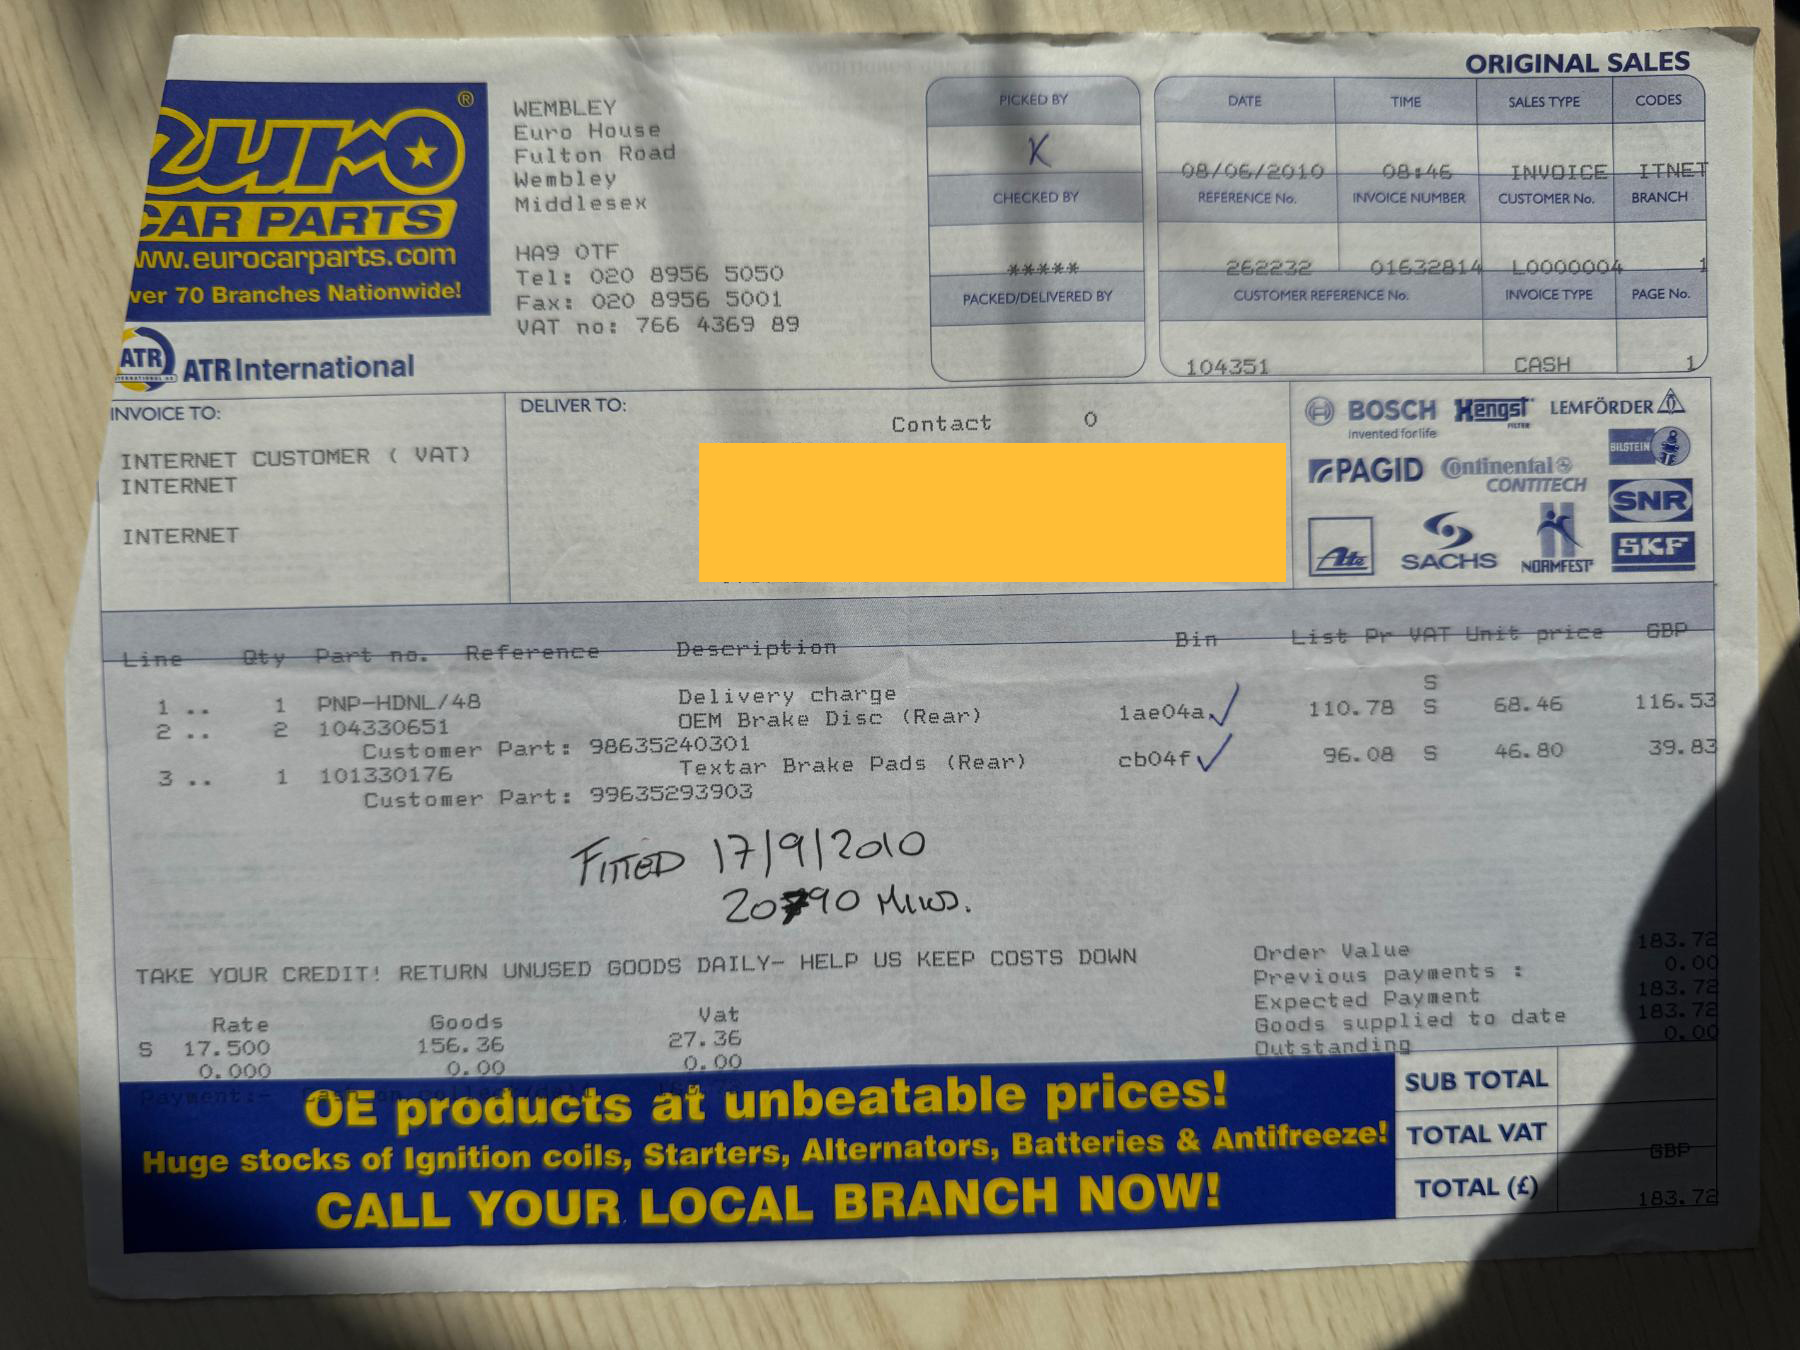 ORIGINAL SALES
euro®
CAR PARTS
www.eurocarparts.com
ver 70 Branches Nationwide!
ATR ATR International
WEMBLEY
Euro House
Fulton Road
Wembley
Middlesex
HA9 0TF
Tel: 020 8956 5050
Fax: 020 8956 5001
VAT no: 766 4369 89
PICKED BY
K
CHECKED BY
*****
PACKED/DELIVERED BY
DATE TIME SALES TYPE CODES
08/06/2010 08:46 INVOICE ITNET
REFERENCE No. INVOICE NUMBER CUSTOMER No. BRANCH
262232 01632814 L0000004 1
CUSTOMER REFERENCE No. INVOICE TYPE PAGE No.
104351 CASH 1
INVOICE TO:
INTERNET CUSTOMER ( VAT)
INTERNET
INTERNET
DELIVER TO:
Contact 0
BOSCH Hengst FILTER LEMFÖRDER
Invented for life
BILSTEIN
PAGID Continental CONTITECH
SNR
Ate SACHS NORMFEST SKF
Line Qty Part no. Reference Description Bin List Pr VAT Unit price GBP
1 .. 1 PNP-HDNL/48 Delivery charge S
2 .. 2 104330651 OEM Brake Disc (Rear) 1ae04a 110.78 S 68.46 116.53
Customer Part: 98635240301
3 .. 1 101330176 Textar Brake Pads (Rear) cb04f 96.08 S 46.80 39.83
Customer Part: 99635293903
FITTED 17/9/2010
20790 MILES.
TAKE YOUR CREDIT! RETURN UNUSED GOODS DAILY- HELP US KEEP COSTS DOWN
Order Value 183.72
Previous payments : 0.00
Expected Payment 183.72
Goods supplied to date 183.72
Outstanding 0.00
Rate Goods Vat
S 17.500 156.36 27.36
0.000 0.00 0.00
Payment:-
OE products at unbeatable prices!
Huge stocks of Ignition coils, Starters, Alternators, Batteries & Antifreeze!
CALL YOUR LOCAL BRANCH NOW!
SUB TOTAL
TOTAL VAT
GBP
TOTAL (£) 183.72